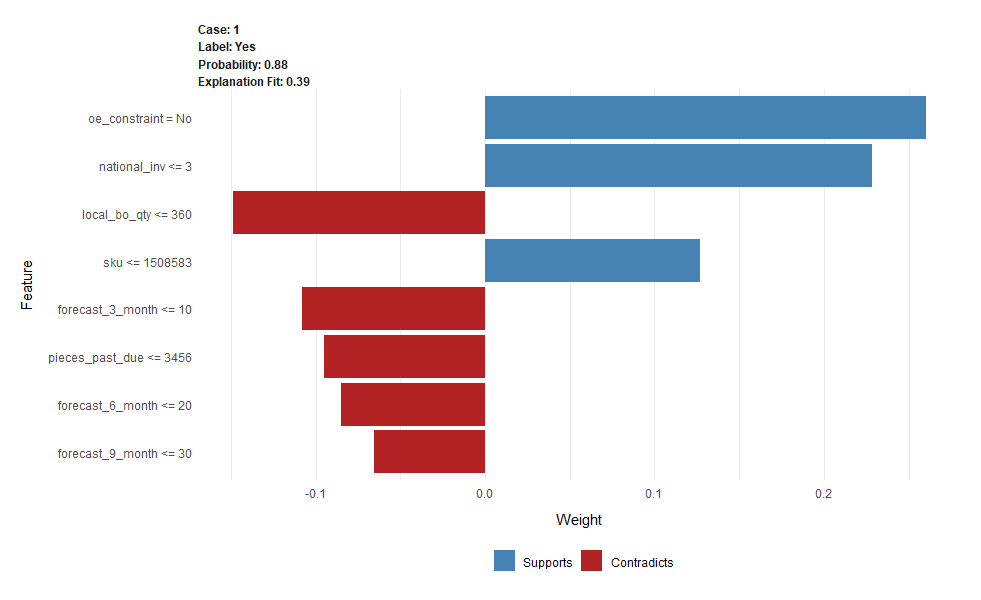 Case: 1
Label: Yes
Probability: 0.88
Explanation Fit: 0.39
oe_constraint = No
national_inv <= 3
local_bo_qty <= 360
sku <= 1508583
forecast_3_month <= 10
pieces_past_due <= 3456
forecast_6_month <= 20
forecast_9_month <= 30
Feature
-0.1 0.0 0.1 0.2
Weight
Supports Contradicts